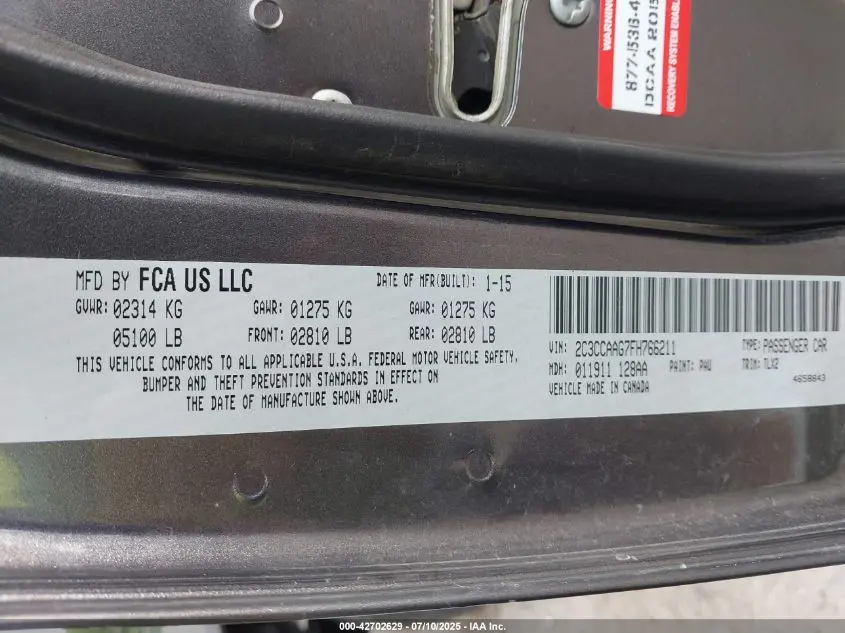 WARNING
877-536-4
DCAA 2015
RECOVERY SYSTEM ENABL
MFD BY FCA US LLC
DATE OF MFR(BUILT): 1-15
GVWR: 02314 KG
GAWR: 01275 KG
GAWR: 01275 KG
05100 LB
FRONT: 02810 LB
REAR: 02810 LB
THIS VEHICLE CONFORMS TO ALL APPLICABLE U.S.A. FEDERAL MOTOR VEHICLE SAFETY,
BUMPER AND THEFT PREVENTION STANDARDS IN EFFECT ON
THE DATE OF MANUFACTURE SHOWN ABOVE.
VIN: 2C3CCAAG7FH766211
TYPE: PASSENGER CAR
MDH: 011911 128AA
PAINT: PAU
TRIM: TLX2
VEHICLE MADE IN CANADA
4658843
000-42702629 - 07/10/2025 - IAA Inc.